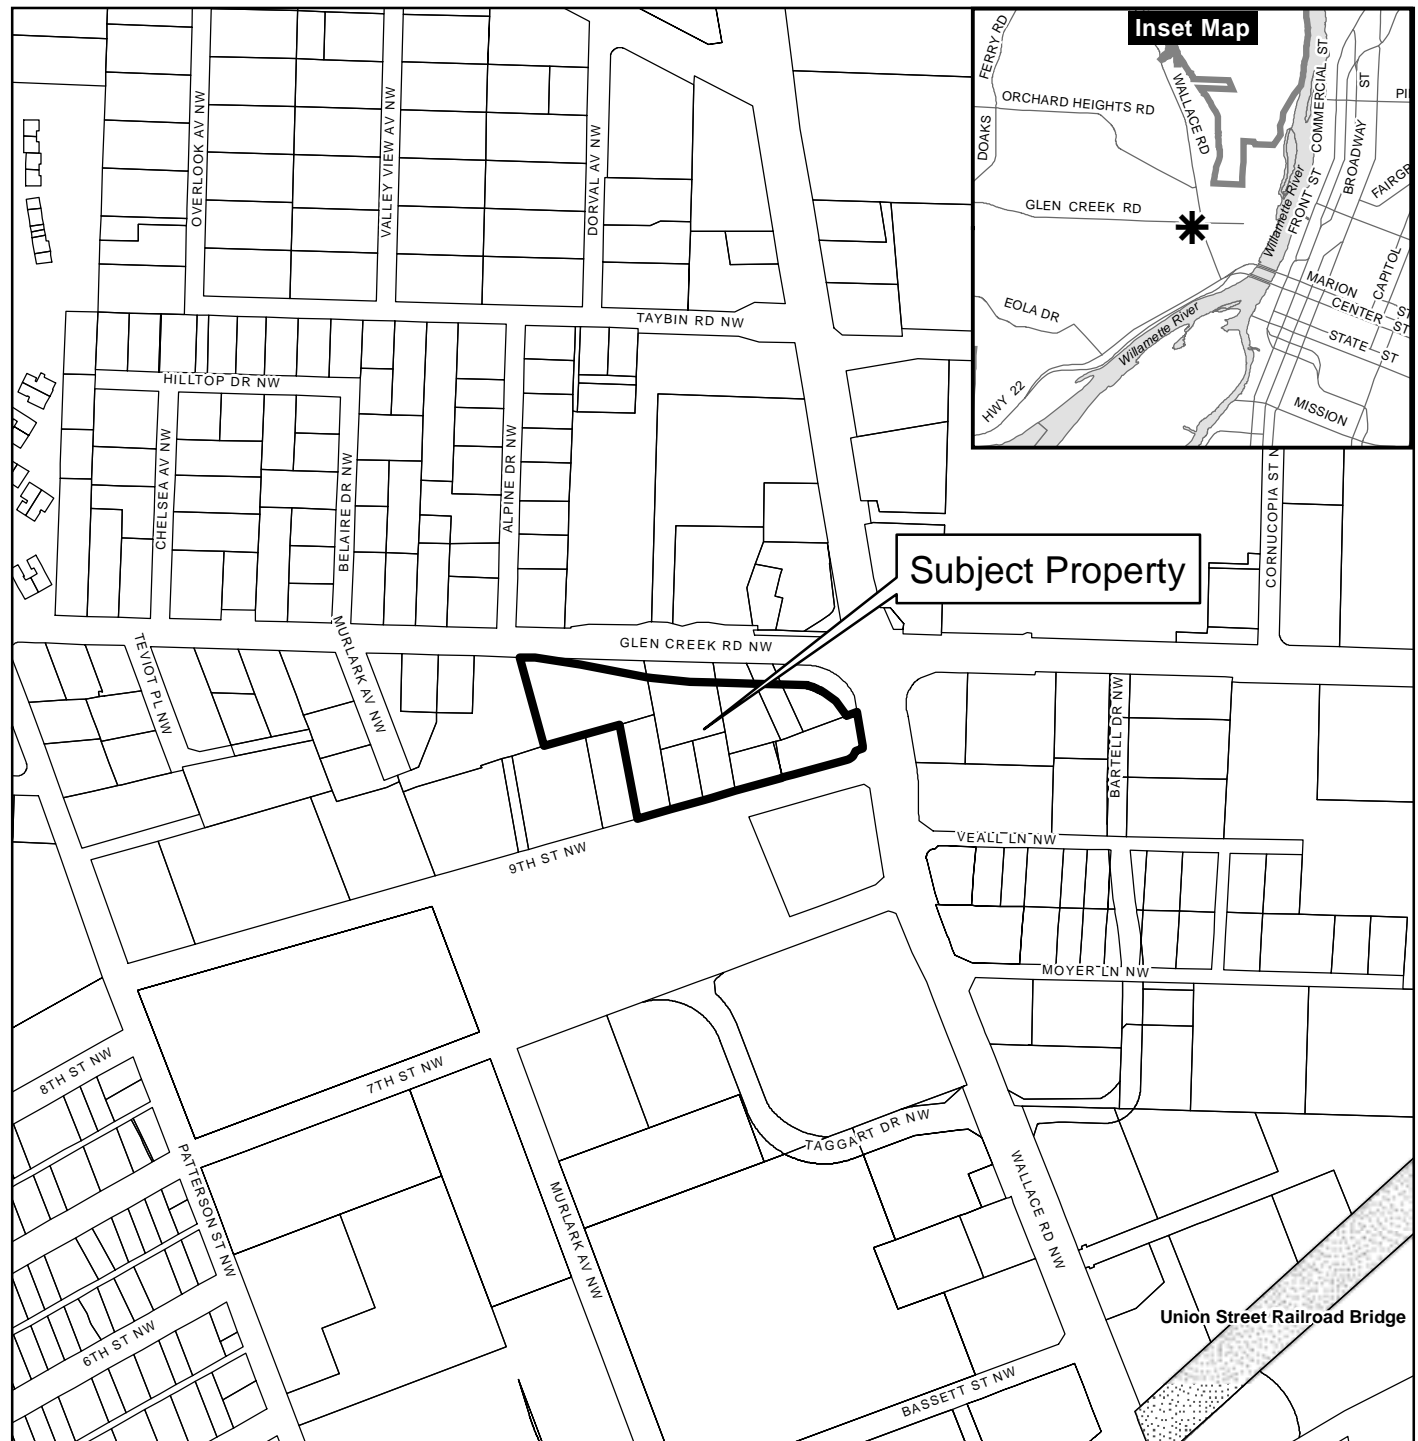 Inset Map
FERRY RD
DOAKS
ORCHARD HEIGHTS RD
WALLACE RD
COMMERCIAL ST
ST
BROADWAY
FRONT ST
Willamette River
GLEN CREEK RD
CAPITOL
MARION
CENTER ST
STATE ST
EOLA DR
Willamette River
HWY 22
MISSION
OVERLOOK AV NW
VALLEY VIEW AV NW
DORVAL AV NW
TAYBIN RD NW
HILLTOP DR NW
CHELSEA AV NW
BELAIRE DR NW
ALPINE DR NW
CORNUCOPIA ST N
Subject Property
GLEN CREEK RD NW
TEVIOT PL NW
MURLARK AV NW
BARTELL DR NW
VEALL LN NW
9TH ST NW
MOYER LN NW
8TH ST NW
7TH ST NW
TAGGART DR NW
PATTERSON ST NW
MURLARK AV NW
WALLACE RD NW
Union Street Railroad Bridge
6TH ST NW
BASSETT ST NW